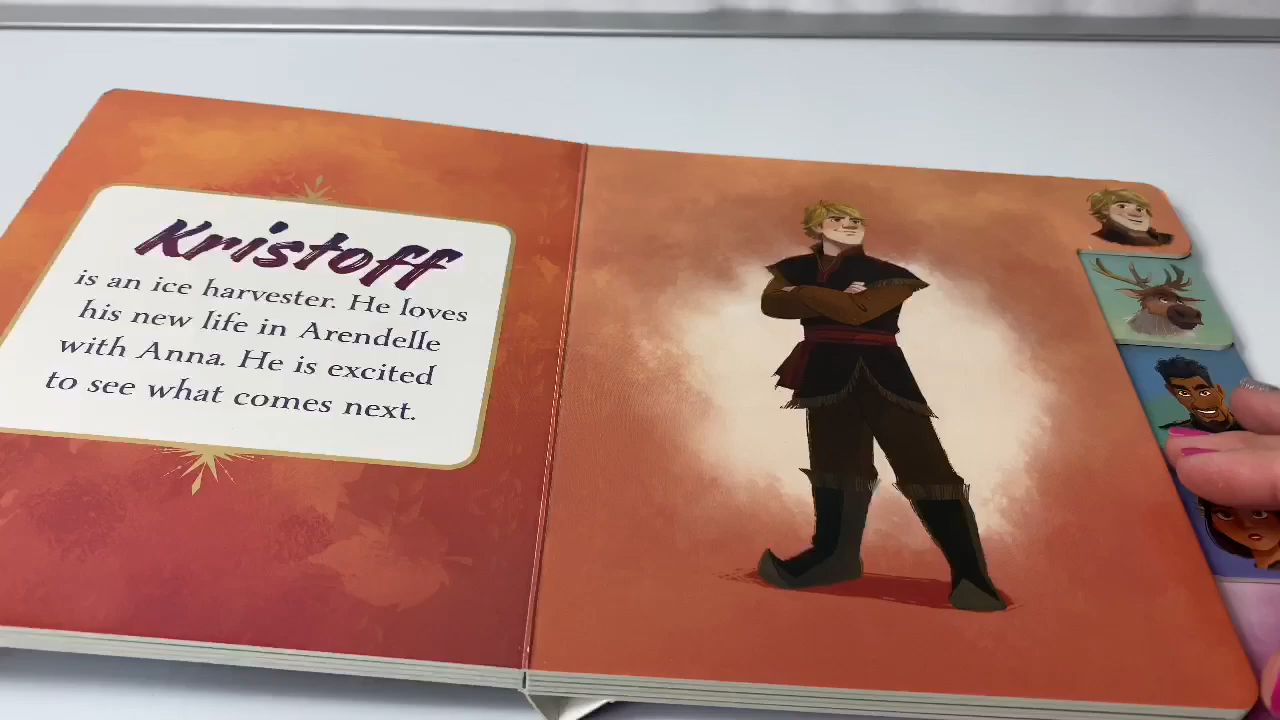 Kristoff
is an ice harvester. He loves
his new life in Arendelle
with Anna. He is excited
to see what comes next.